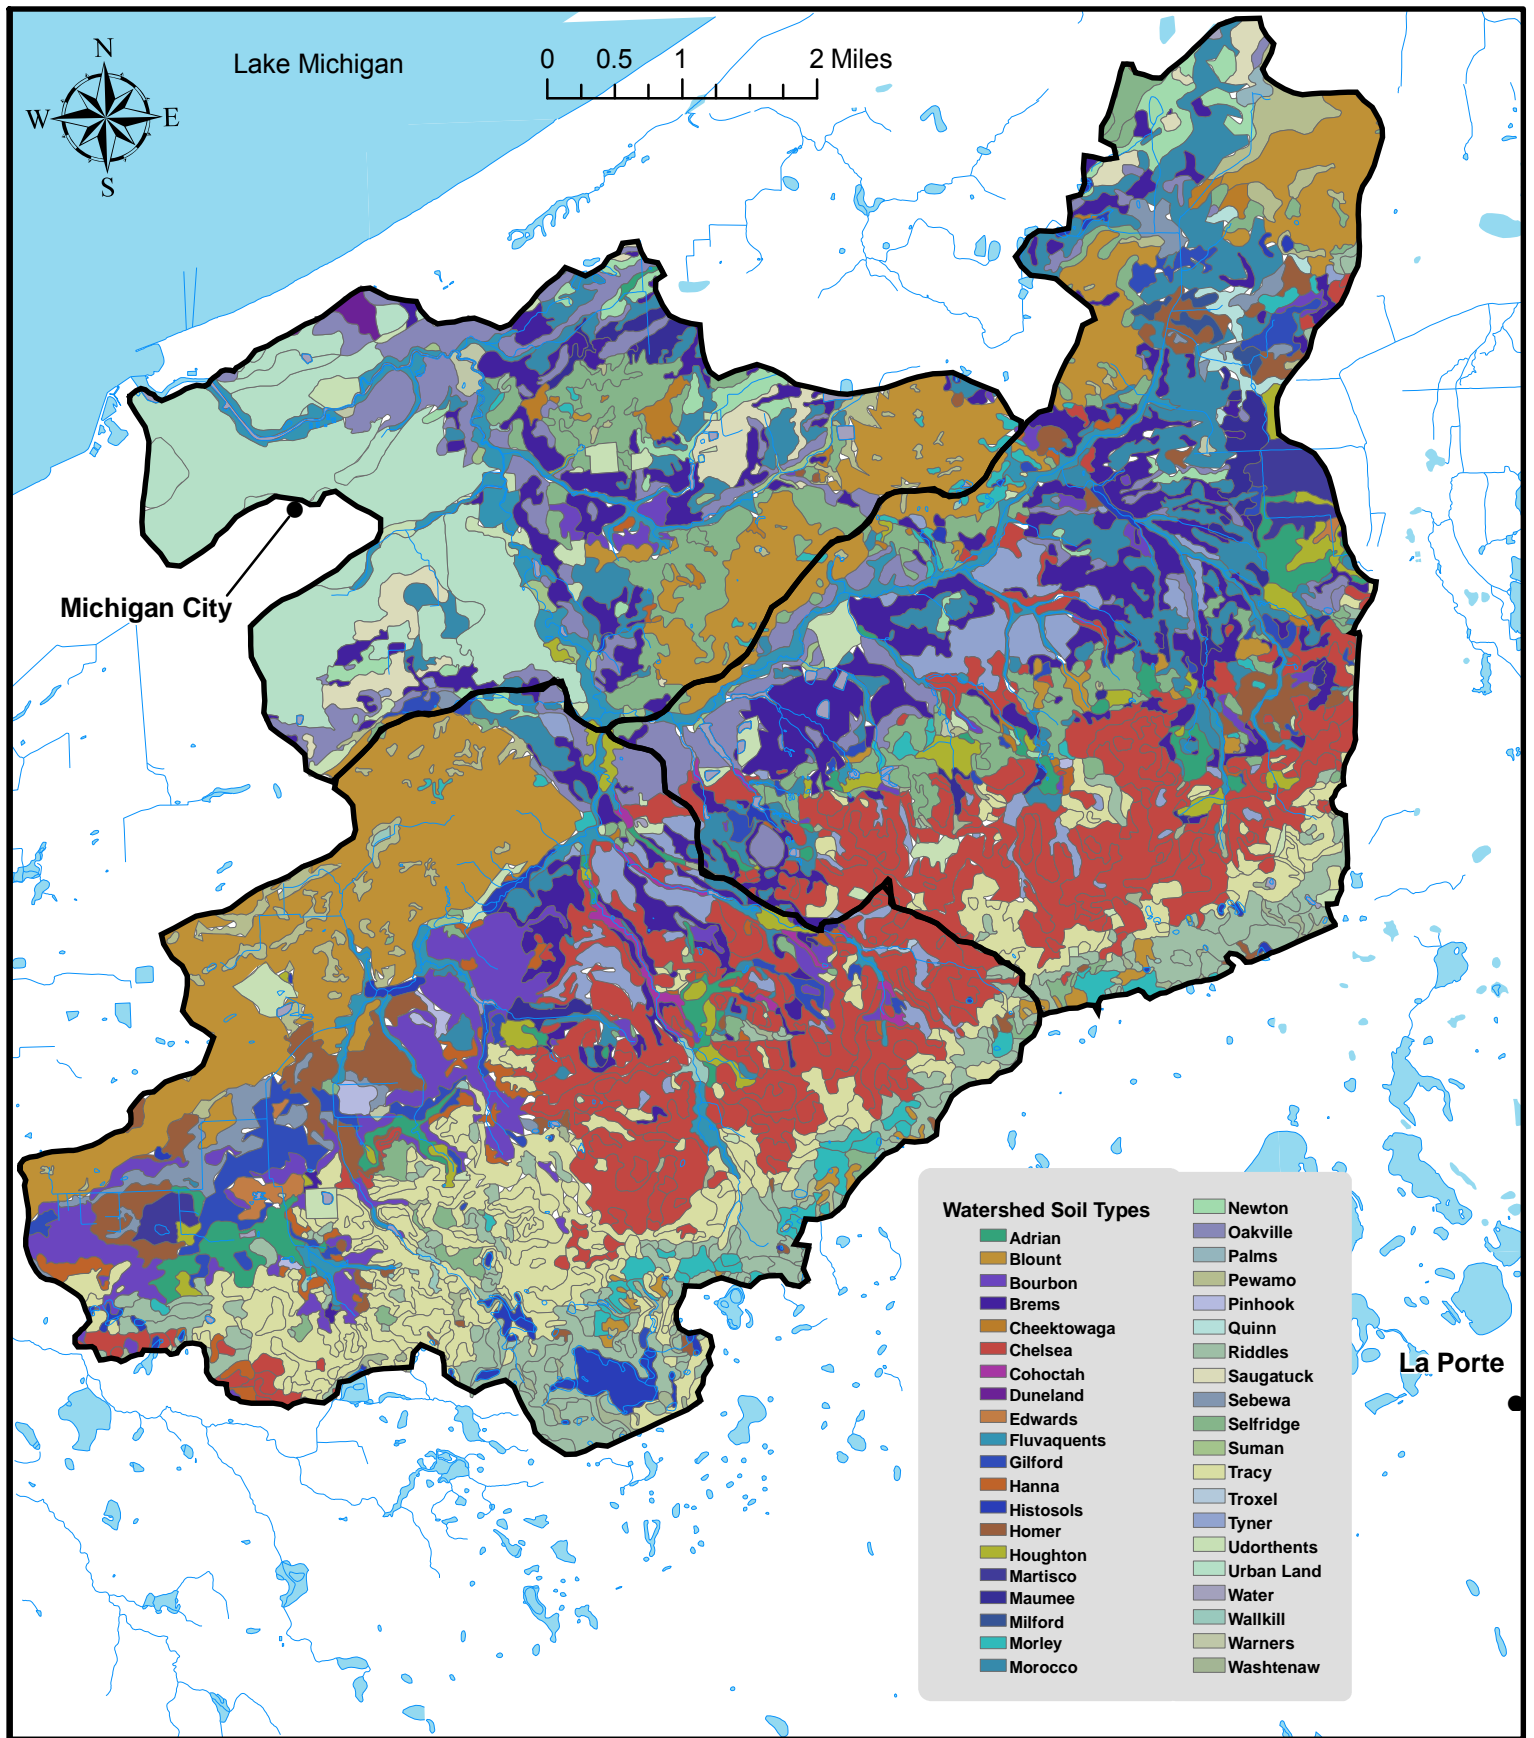 N
Lake Michigan
0 0.5 1 2 Miles
W E
S
Michigan City
La Porte
Watershed Soil Types
Adrian
Blount
Bourbon
Brems
Cheektowaga
Chelsea
Cohoctah
Duneland
Edwards
Fluvaquents
Gilford
Hanna
Histosols
Homer
Houghton
Martisco
Maumee
Milford
Morley
Morocco
Newton
Oakville
Palms
Pewamo
Pinhook
Quinn
Riddles
Saugatuck
Sebewa
Selfridge
Suman
Tracy
Troxel
Tyner
Udorthents
Urban Land
Water
Wallkill
Warners
Washtenaw